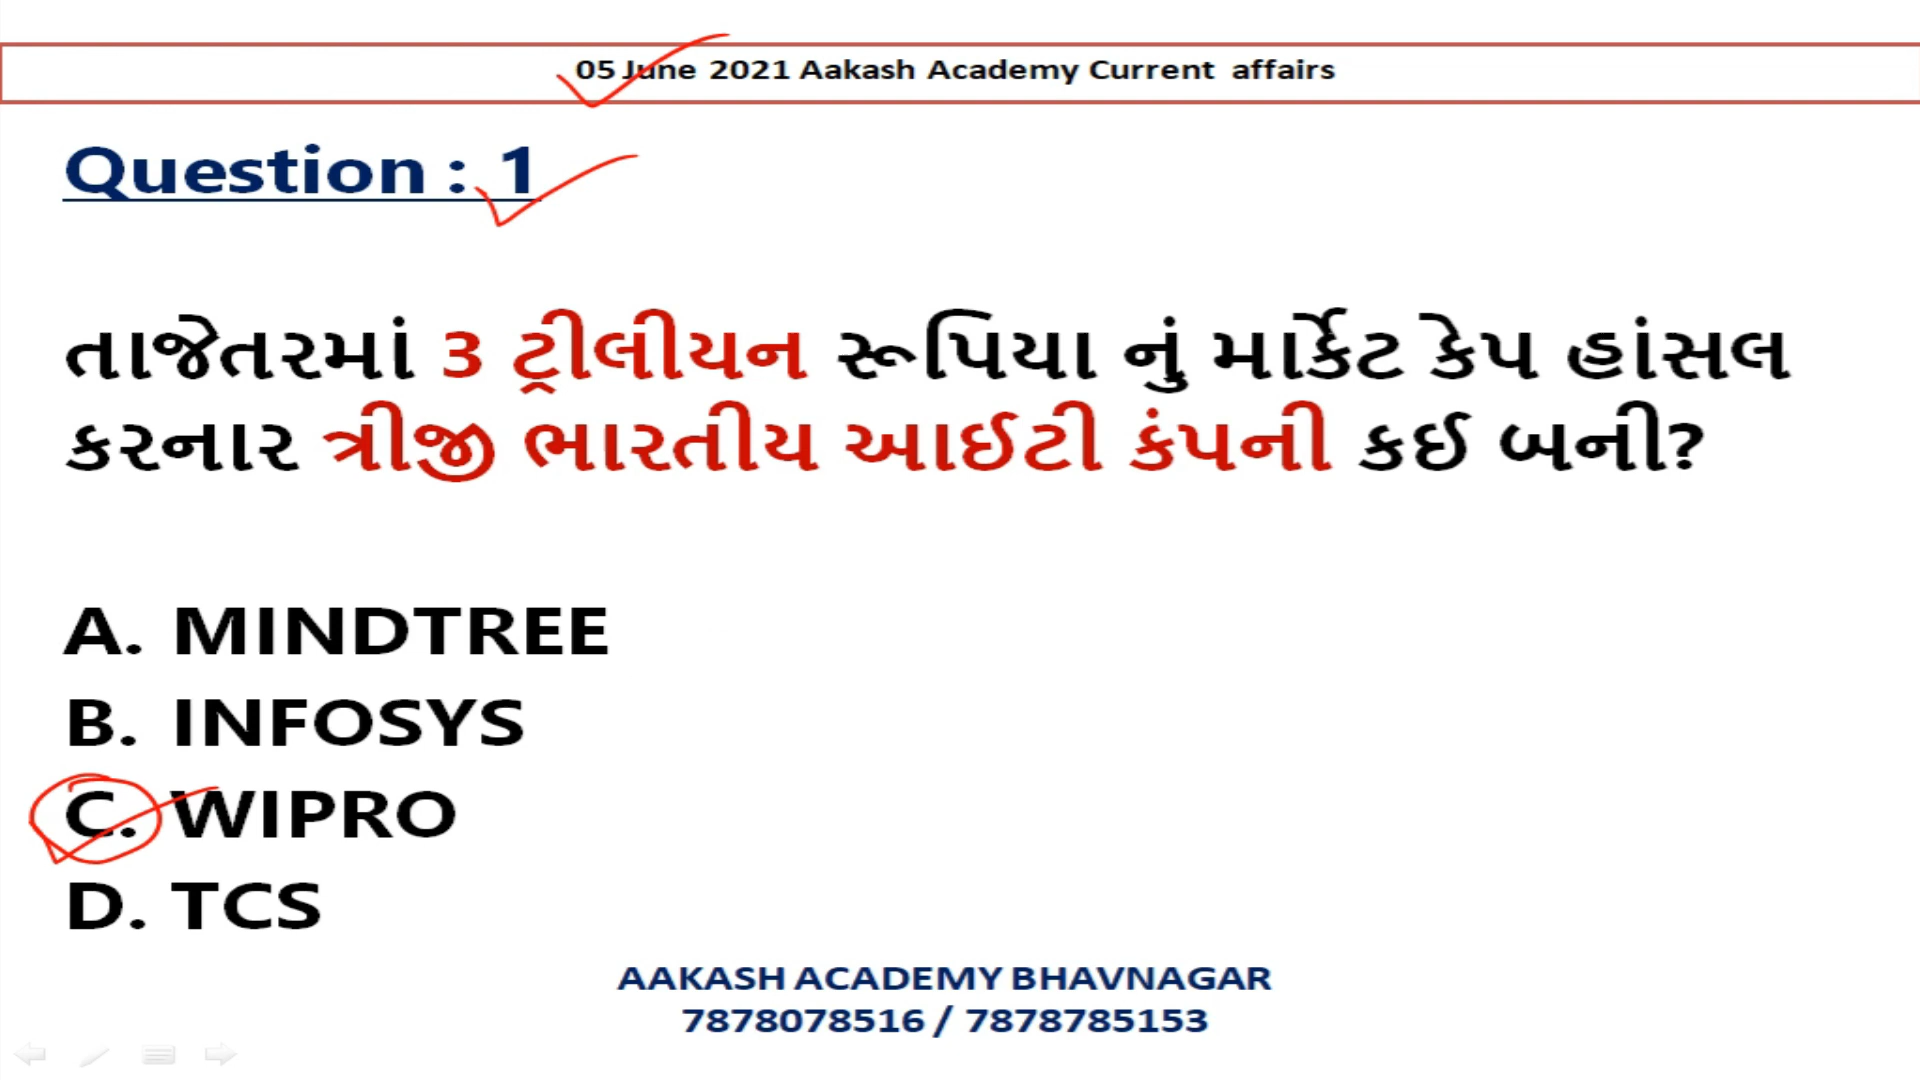 05 June 2021 Aakash Academy Current affairs
Question : 1
તાજેતરમાં 3 ટ્રીલીયન રૂપિયા નું માર્કેટ કેપ હાંસલ
કરનાર ત્રીજી ભારતીય આઈટી કંપની કઈ બની?
A. MINDTREE
B. INFOSYS
C. WIPRO
D. TCS
AAKASH ACADEMY BHAVNAGAR
7878078516 / 7878785153